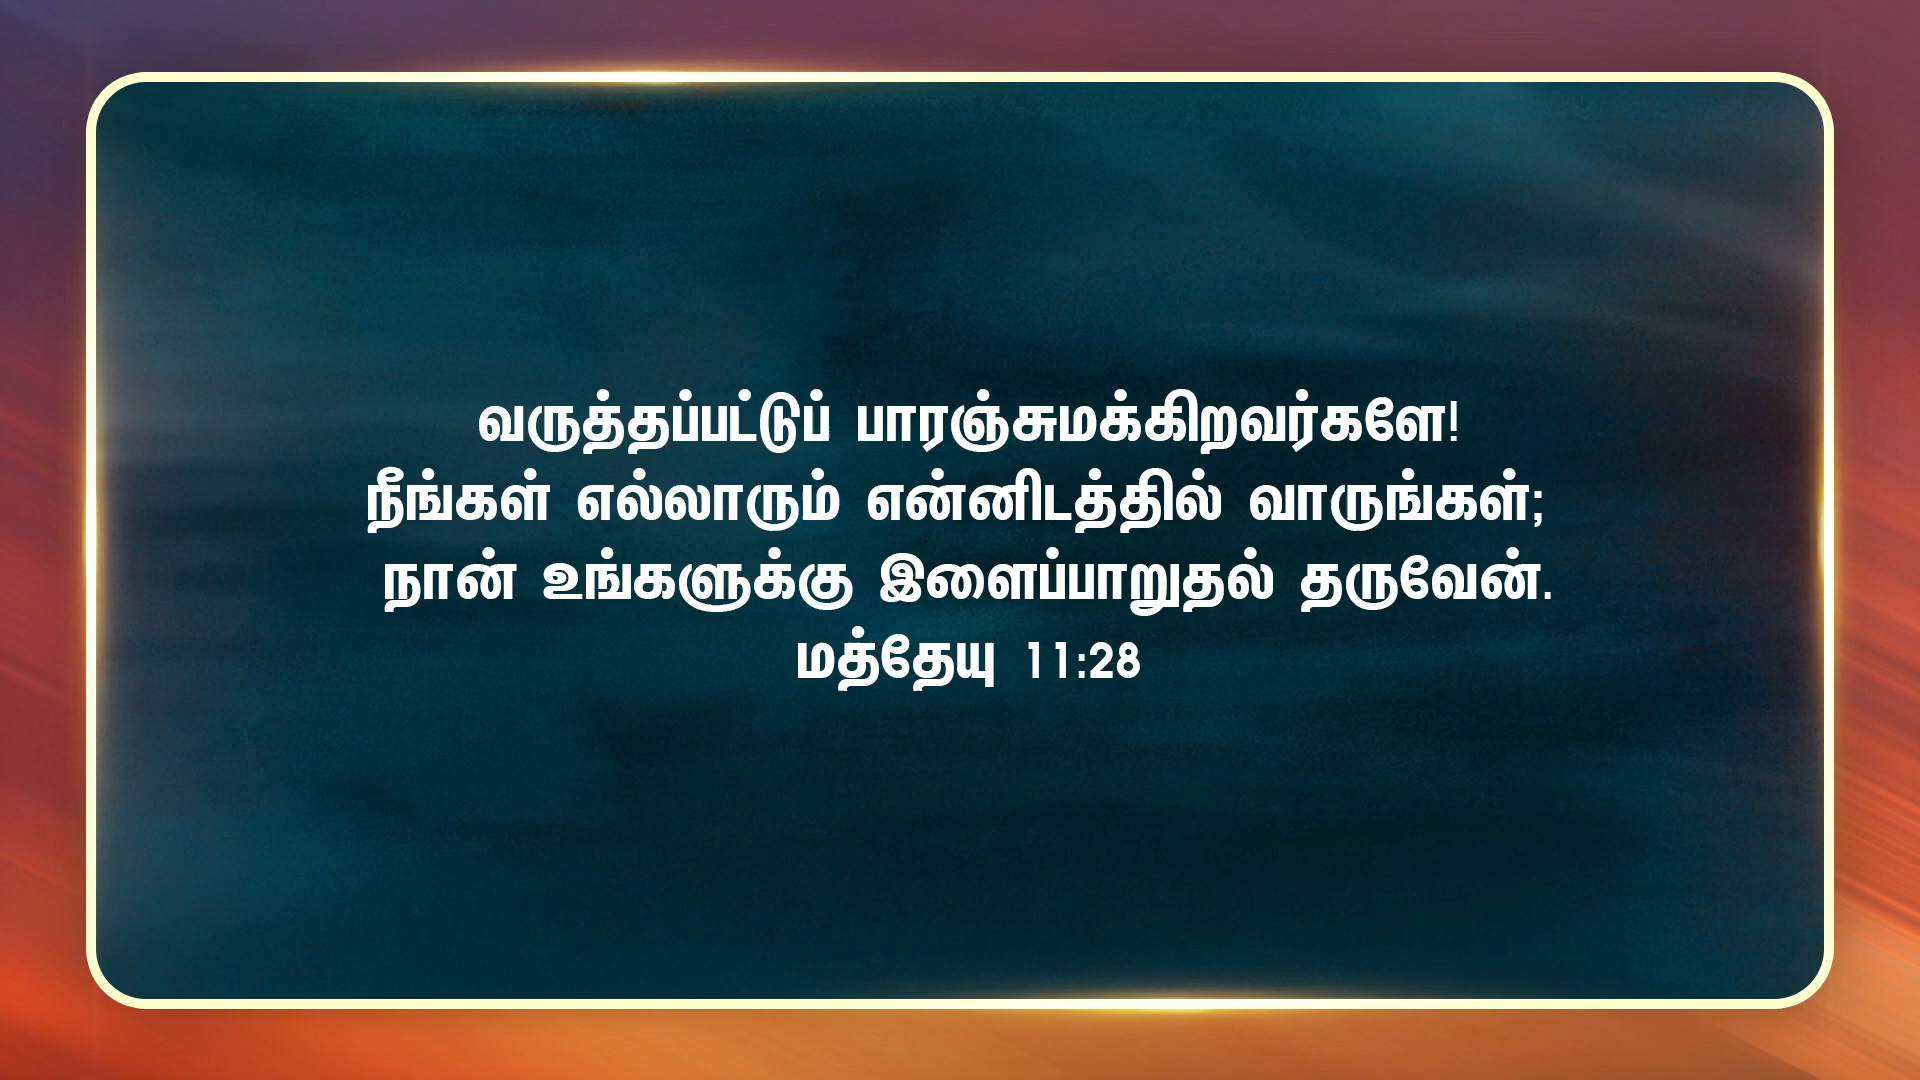 வருத்தப்பட்டுப் பாரஞ்சுமக்கிறவர்களே!
நீங்கள் எல்லாரும் என்னிடத்தில் வாருங்கள்;
நான் உங்களுக்கு இளைப்பாறுதல் தருவேன்.
மத்தேயு 11:28